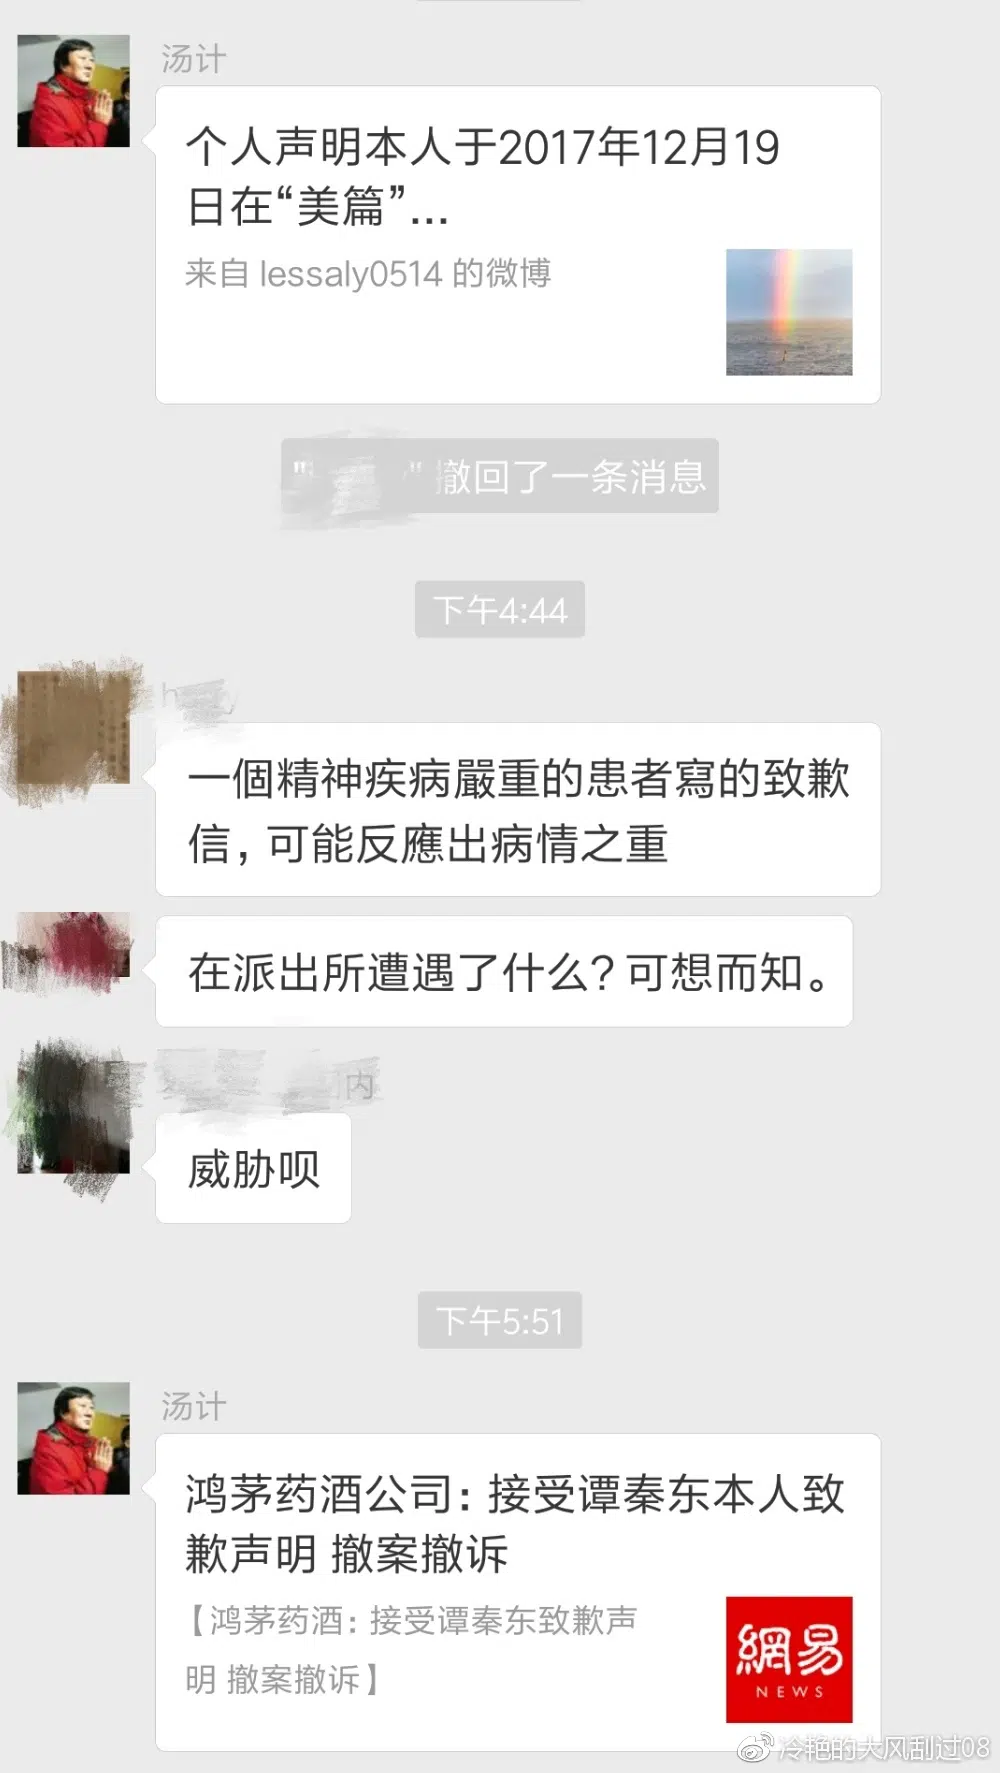 汤计
个人声明本人于2017年12月19
日在“美篇”...
来自 lessaly0514 的微博
"
"撤回了一条消息
下午4:44
一個精神疾病嚴重的患者寫的致歉
信，可能反應出病情之重
在派出所遭遇了什么？可想而知。
内
威胁呗
下午5:51
汤计
鸿茅药酒公司：接受谭秦东本人致
歉声明 撤案撤诉
【鸿茅药酒：接受谭秦东致歉声
明 撤案撤诉】
網易
NEWS
冷艳的大风刮过08